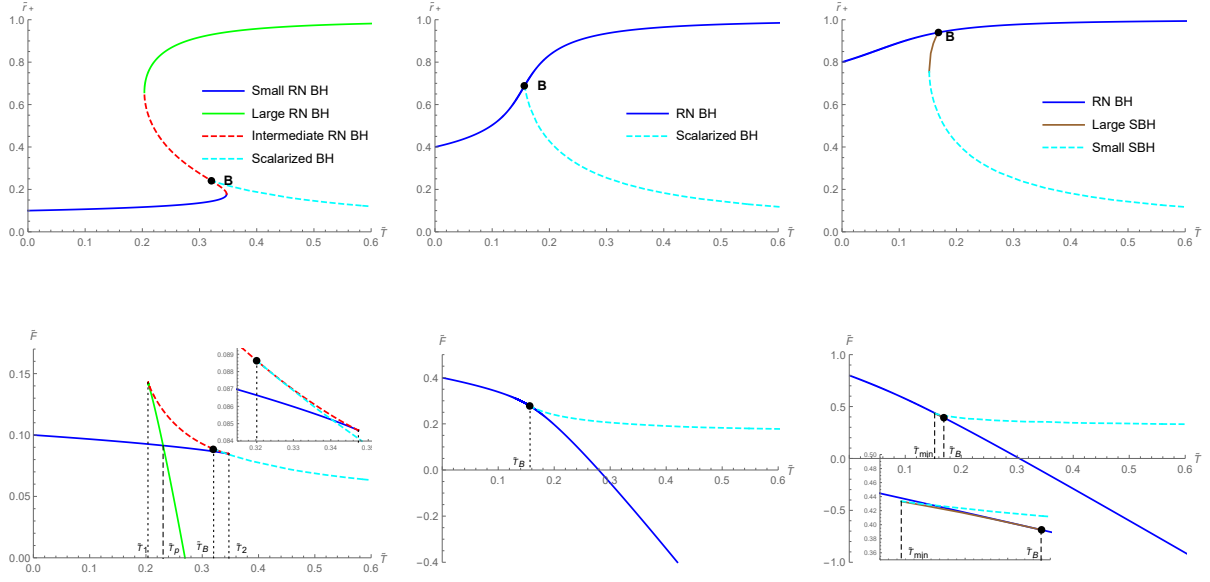 r̃+
1.0
0.8
0.6
0.4
0.2
0.0
0.0 0.1 0.2 0.3 0.4 0.5 0.6
T̃
Small RN BH
Large RN BH
Intermediate RN BH
Scalarized BH
B
r̃+
1.0
0.8
0.6
0.4
0.2
0.0
0.0 0.1 0.2 0.3 0.4 0.5 0.6
T̃
B
RN BH
Scalarized BH
r̃+
1.0
0.8
0.6
0.4
0.2
0.0
0.0 0.1 0.2 0.3 0.4 0.5 0.6
T̃
B
RN BH
Large SBH
Small SBH
F̃
0.15
0.10
0.05
0.00
0.0 0.1 0.2 0.3 0.4 0.5 0.6
T̃
T̃1 T̃p T̃B T̃2
0.089
0.088
0.087
0.086
0.085
0.084
0.32 0.33 0.34
F̃
0.4
0.2
0.0
-0.2
-0.4
0.1 0.2 0.3 0.4 0.5 0.6
T̃
T̃B
F̃
1.0
0.5
0.0
-0.5
-1.0
0.1 0.2 0.3 0.4 0.5 0.6
T̃
T̃min T̃B
0.50
0.48
0.46
0.44
0.42
0.40
0.38
0.36
T̃min T̃B